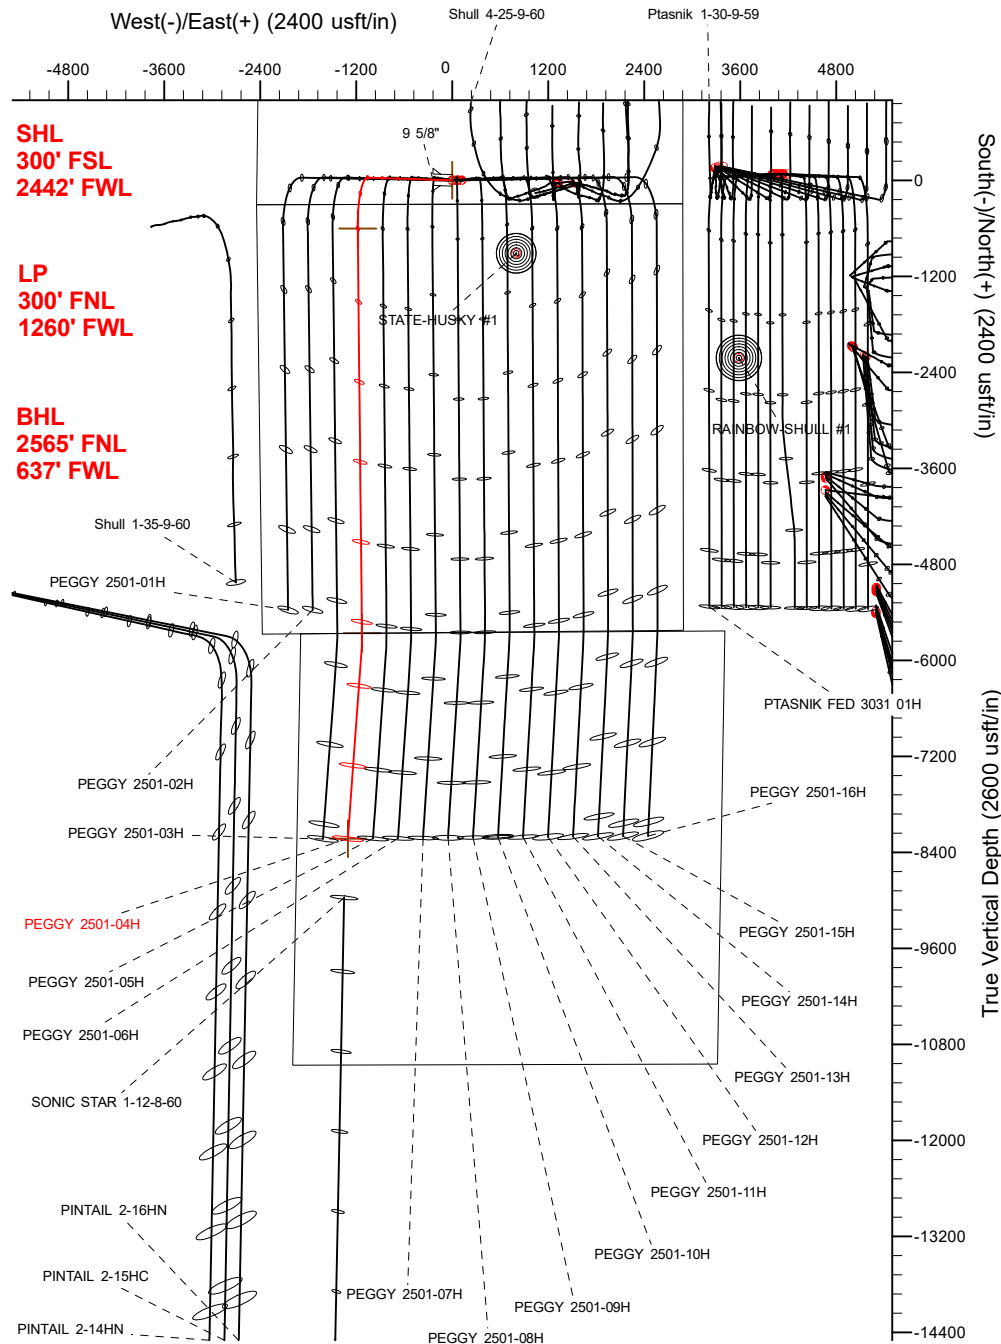 Shull 4-25-9-60
Ptasnik 1-30-9-59
West(-)/East(+) (2400 usft/in)
-4800
-3600
-2400
-1200
0
1200
2400
3600
4800
SHL
300' FSL
2442' FWL
9 5/8"
0
South(-)/North(+) (2400 usft/in)
LP
300' FNL
1260' FWL
-1200
STATE-HUSKY #1
-2400
BHL
2565' FNL
637' FWL
RAINBOW-SHULL #1
-3600
Shull 1-35-9-60
-4800
PEGGY 2501-01H
-6000
PTASNIK FED 3031 01H
True Vertical Depth (2600 usft/in)
-7200
PEGGY 2501-02H
PEGGY 2501-16H
PEGGY 2501-03H
-8400
PEGGY 2501-04H
PEGGY 2501-15H
-9600
PEGGY 2501-05H
PEGGY 2501-14H
PEGGY 2501-06H
-10800
PEGGY 2501-13H
SONIC STAR 1-12-8-60
-12000
PEGGY 2501-12H
PEGGY 2501-11H
PINTAIL 2-16HN
-13200
PEGGY 2501-10H
PINTAIL 2-15HC
PEGGY 2501-07H
PEGGY 2501-09H
PINTAIL 2-14HN
-14400
PEGGY 2501-08H